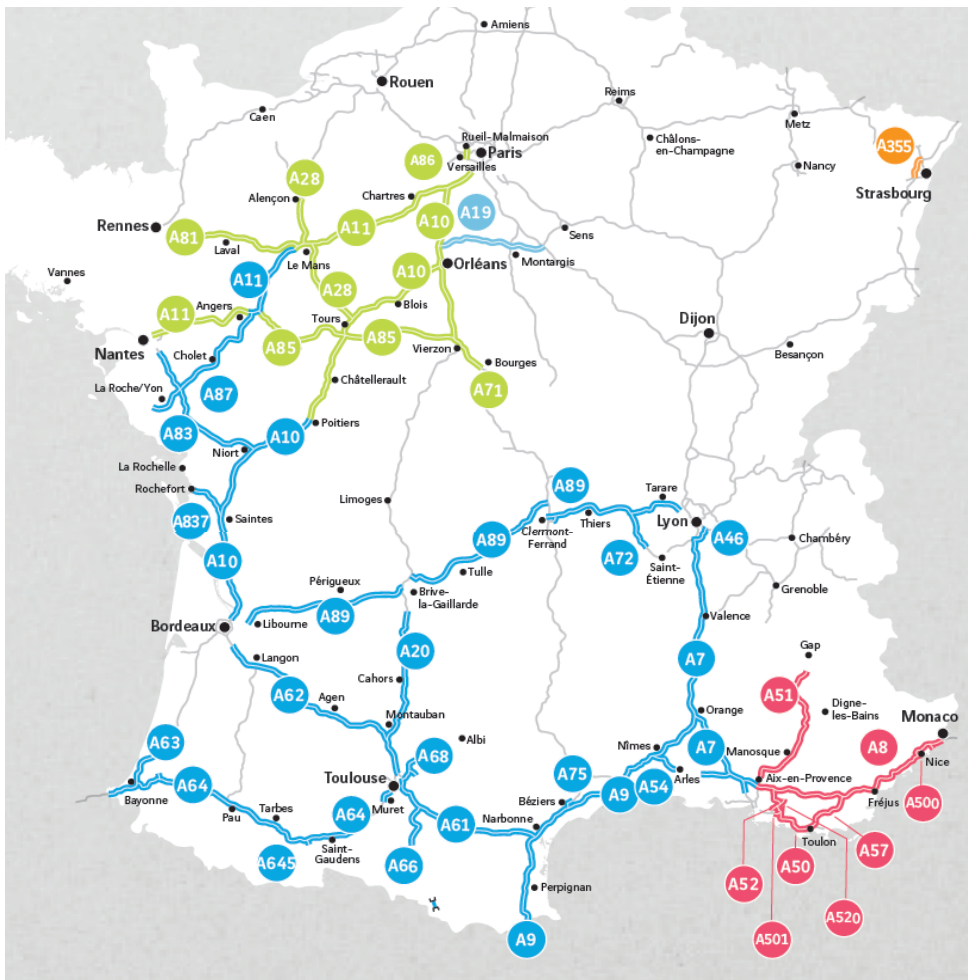 Amiens
Rouen
Reims
Caen
Metz
Rueil-Malmaison
Châlons-
en-Champagne
A355
Paris
A86
Versailles
Nancy
A28
Strasbourg
Alençon
Chartres
A19
A11
A10
Rennes
A81
Sens
Laval
Le Mans
Montargis
Orléans
Vannes
A11
A10
A28
Blois
A11
Angers
Tours
Dijon
A85
A85
Nantes
Vierzon
Besançon
Cholet
Bourges
Châtellerault
La Roche/Yon
A87
A71
Poitiers
A83
A10
Niort
La Rochelle
Rochefort
A89
Tarare
Limoges
A837
Saintes
Thiers
Lyon
Clermont-
Ferrand
A89
A46
Chambéry
A10
A72
Saint-
Étienne
Tulle
Périgueux
Grenoble
Brive-
la-Gaillarde
A89
Valence
Bordeaux
Libourne
Gap
A20
Langon
A7
Cahors
A62
A51
Agen
Orange
Digne-
les-Bains
Montauban
Monaco
A63
Albi
Nîmes
A7
Manosque
A8
A68
Nice
Toulouse
A75
Arles
Aix-en-Provence
A64
A54
Bayonne
A9
Fréjus
Muret
Béziers
A500
Tarbes
A64
Pau
A61
Narbonne
Toulon
Saint-
Gaudens
A57
A645
A66
A50
A52
Perpignan
A520
A9
A501